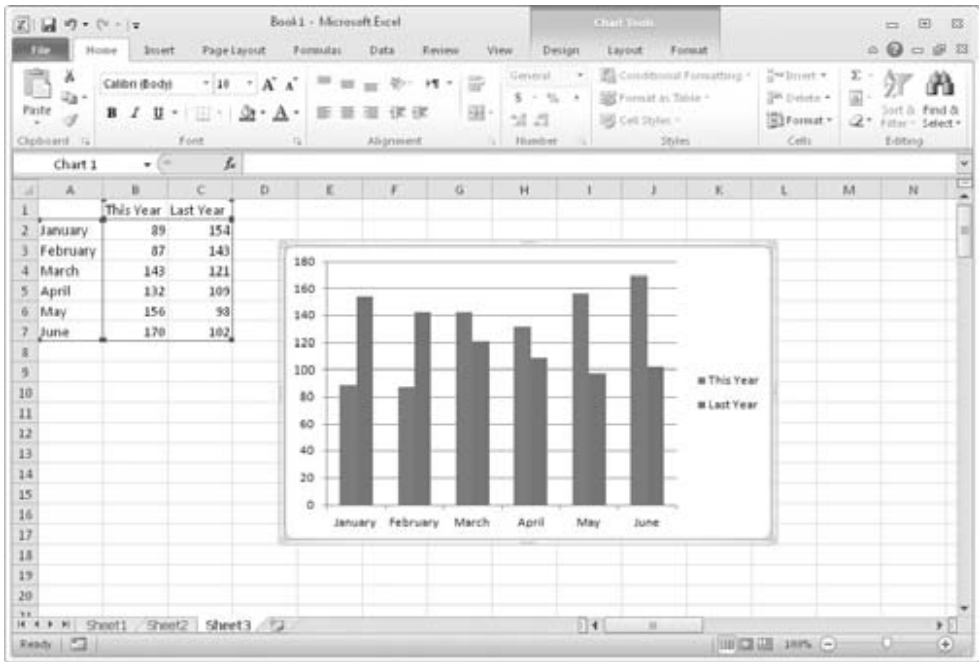 Book1 - Microsoft Excel
Chart Tools
File Home Insert Page Layout Formulas Data Review View Design Layout Format
Calibri (Body) 10 A A General Conditional Formatting Insert
Paste B I U A $ % , Format as Table Delete Sort & Find &
Cell Styles Format Filter Select
Clipboard Font Alignment Number Styles Cells Editing
Chart 1 fx
A B C D E F G H I J K L M N
1 This Year Last Year
2 January 89 154
3 February 87 143
4 March 143 121
5 April 132 109
6 May 156 98
7 June 170 102
8
9
10
11
12
13
14
15
16
17
18
19
20
180
160
140
120
100
80
60
40
20
0
January February March April May June
This Year
Last Year
Sheet1 Sheet2 Sheet3
Ready 100%